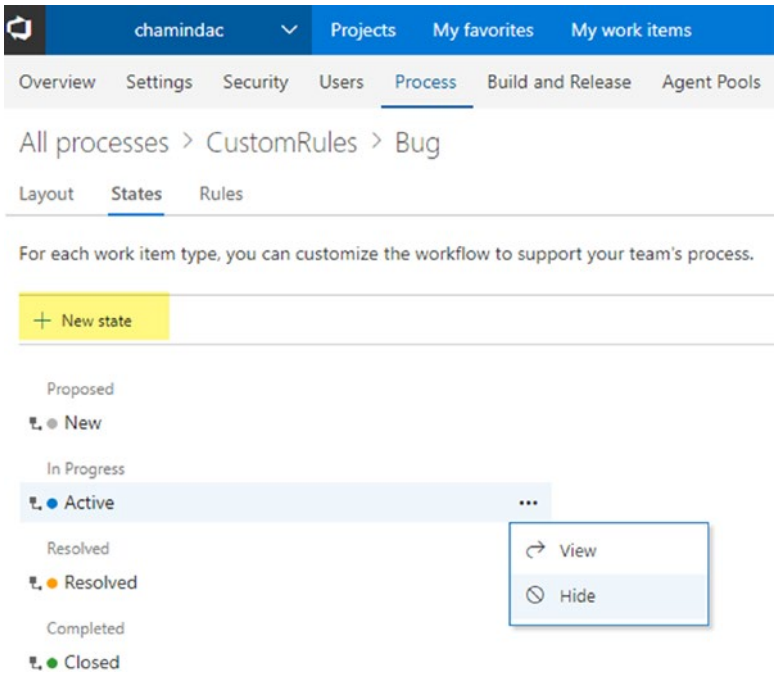 chamindac Projects My favorites My work items
Overview Settings Security Users Process Build and Release Agent Pools
All processes > CustomRules > Bug
Layout States Rules
For each work item type, you can customize the workflow to support your team's process.
+ New state
Proposed
New
In Progress
Active ...
Resolved
View
Resolved
Hide
Completed
Closed